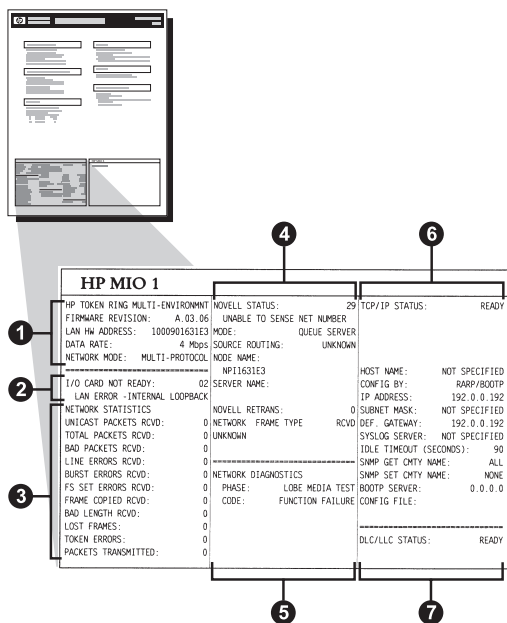 hp
4
6
HP MIO 1
1
HP TOKEN RING MULTI-ENVIRONMNT
FIRMWARE REVISION: A.03.06
LAN HW ADDRESS: 1000901631E3
DATA RATE: 4 Mbps
NETWORK MODE: MULTI-PROTOCOL
2
I/O CARD NOT READY: 02
LAN ERROR -INTERNAL LOOPBACK
3
NETWORK STATISTICS
UNICAST PACKETS RCVD: 0
TOTAL PACKETS RCVD: 0
BAD PACKETS RCVD: 0
LINE ERRORS RCVD: 0
BURST ERRORS RCVD: 0
FS SET ERRORS RCVD: 0
FRAME COPIED RCVD: 0
BAD LENGTH RCVD: 0
LOST FRAMES: 0
TOKEN ERRORS: 0
PACKETS TRANSMITTED: 0
NOVELL STATUS: 29
UNABLE TO SENSE NET NUMBER
MODE: QUEUE SERVER
SOURCE ROUTING: UNKNOWN
NODE NAME:
NPI1631E3
SERVER NAME:
NOVELL RETRANS: 0
NETWORK FRAME TYPE RCVD
UNKNOWN
NETWORK DIAGNOSTICS
PHASE: LOBE MEDIA TEST
CODE: FUNCTION FAILURE
TCP/IP STATUS: READY
HOST NAME: NOT SPECIFIED
CONFIG BY: RARP/BOOTP
IP ADDRESS: 192.0.0.192
SUBNET MASK: NOT SPECIFIED
DEF. GATEWAY: 192.0.0.192
SYSLOG SERVER: NOT SPECIFIED
IDLE TIMEOUT (SECONDS): 90
SNMP GET CMTY NAME: ALL
SNMP SET CMTY NAME: NONE
BOOTP SERVER: 0.0.0.0
CONFIG FILE:
DLC/LLC STATUS: READY
5
7